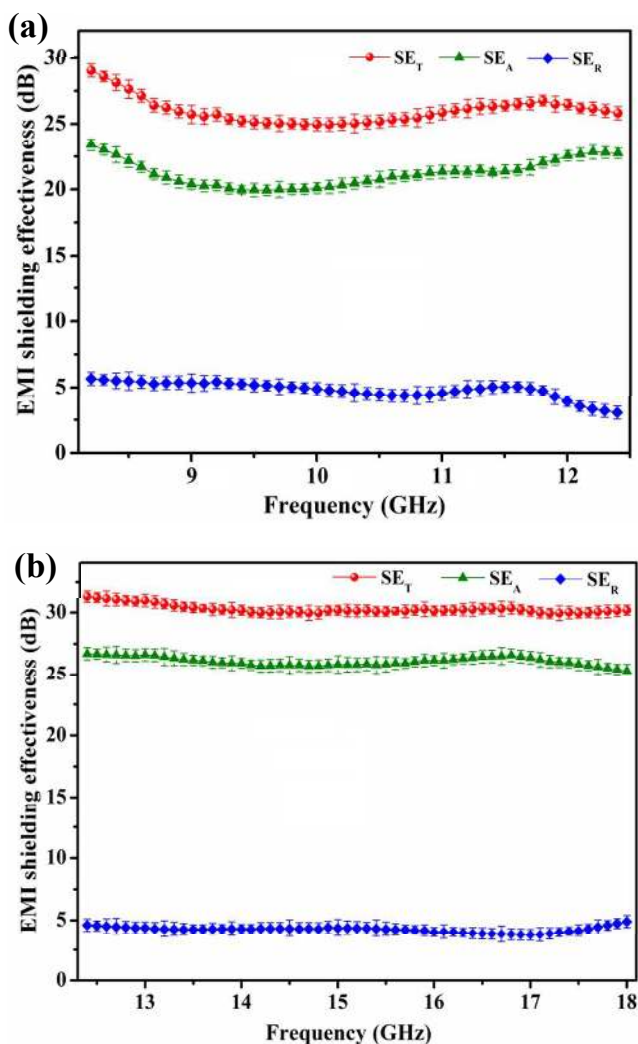 (a)
SE_T SE_A SE_R
30
25
20
15
10
5
0
EMI shielding effectiveness (dB)
9 10 11 12
Frequency (GHz)
(b)
SE_T SE_A SE_R
35
30
25
20
15
10
5
0
EMI shielding effectiveness (dB)
13 14 15 16 17 18
Frequency (GHz)